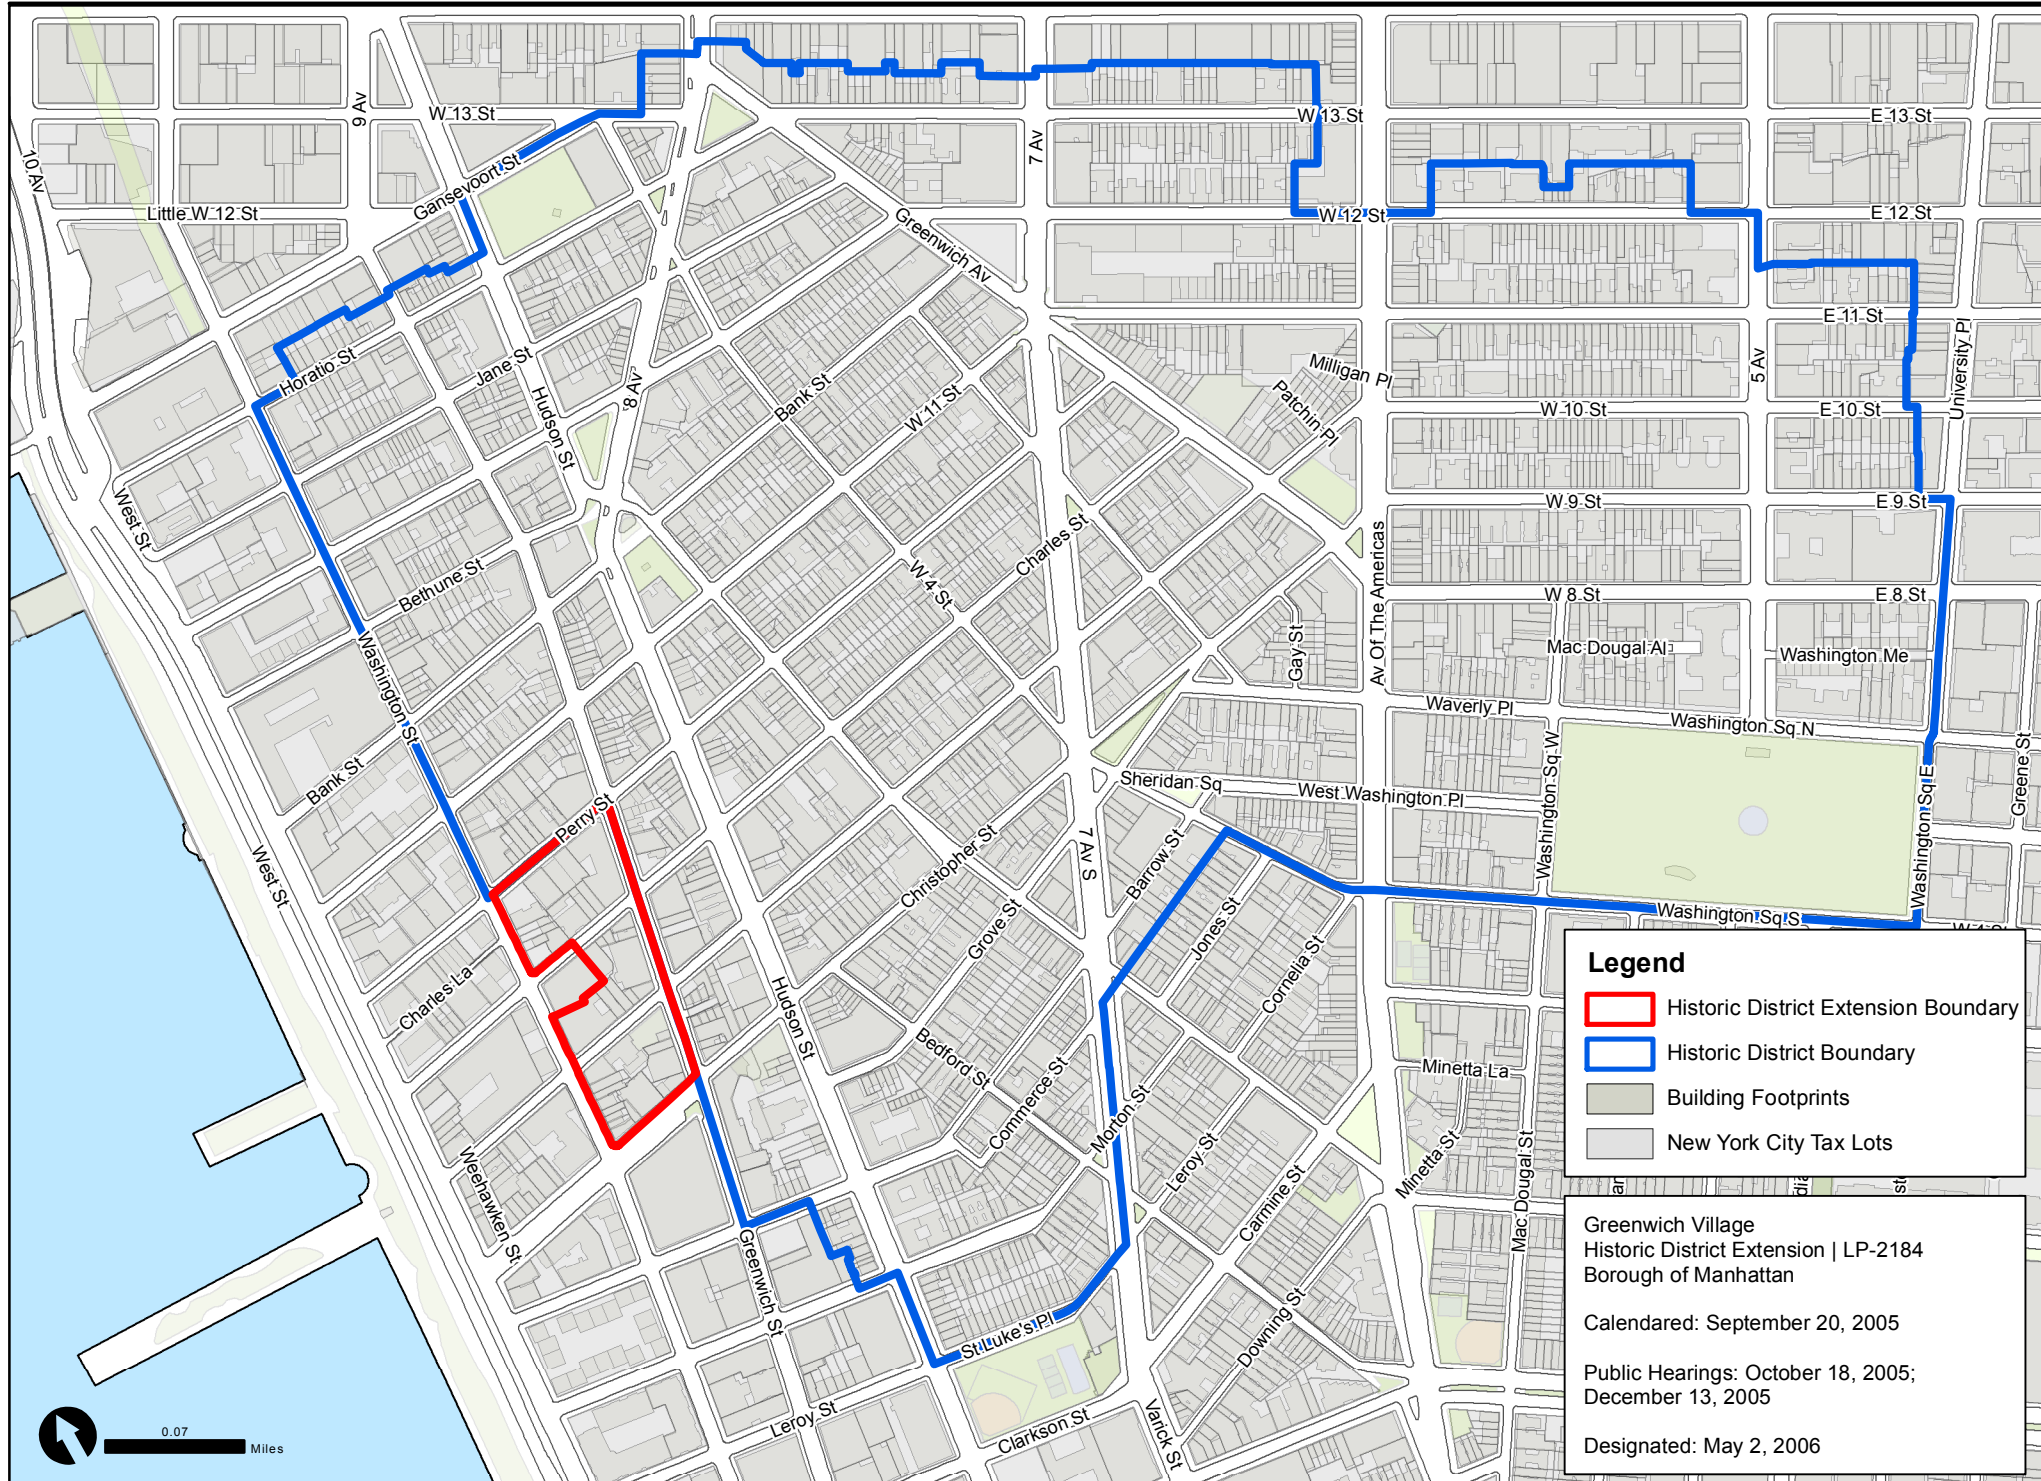 9 Av
W 13 St
W 13 St
E 13 St
7 Av
10 Av
Gansevoort St
Little W 12 St
W 12 St
E 12 St
Greenwich Av
E 11 St
University Pl
Horatio St
Jane St
8 Av
Hudson St
Bank St
W 11 St
Milligan Pl
Patchin Pl
5 Av
W 10 St
E 10 St
West St
W 9 St
E 9 St
Charles St
Av Of The Americas
Bethune St
W 4 St
W 8 St
E 8 St
Gay St
Mac Dougal Al
Washington Me
Washington St
Waverly Pl
Washington Sq N
Washington Sq W
Greene St
Bank St
Perry St
Sheridan Sq
West Washington Pl
Washington Sq E
West St
7 Av S
Barrow St
Christopher St
Grove St
Jones St
Cornelia St
Washington Sq S
W 4 St
Charles La
Hudson St
Bedford St
Commerce St
Morton St
Minetta La
Leroy St
Minetta St
Mac Dougal St
Weehawken St
Carmine St
Greenwich St
St Luke's Pl
Downing St
Leroy St
Clarkson St
Varick St
Legend
Historic District Extension Boundary
Historic District Boundary
Building Footprints
New York City Tax Lots
Greenwich Village
Historic District Extension | LP-2184
Borough of Manhattan
Calendared: September 20, 2005
Public Hearings: October 18, 2005;
December 13, 2005
Designated: May 2, 2006
0.07
Miles